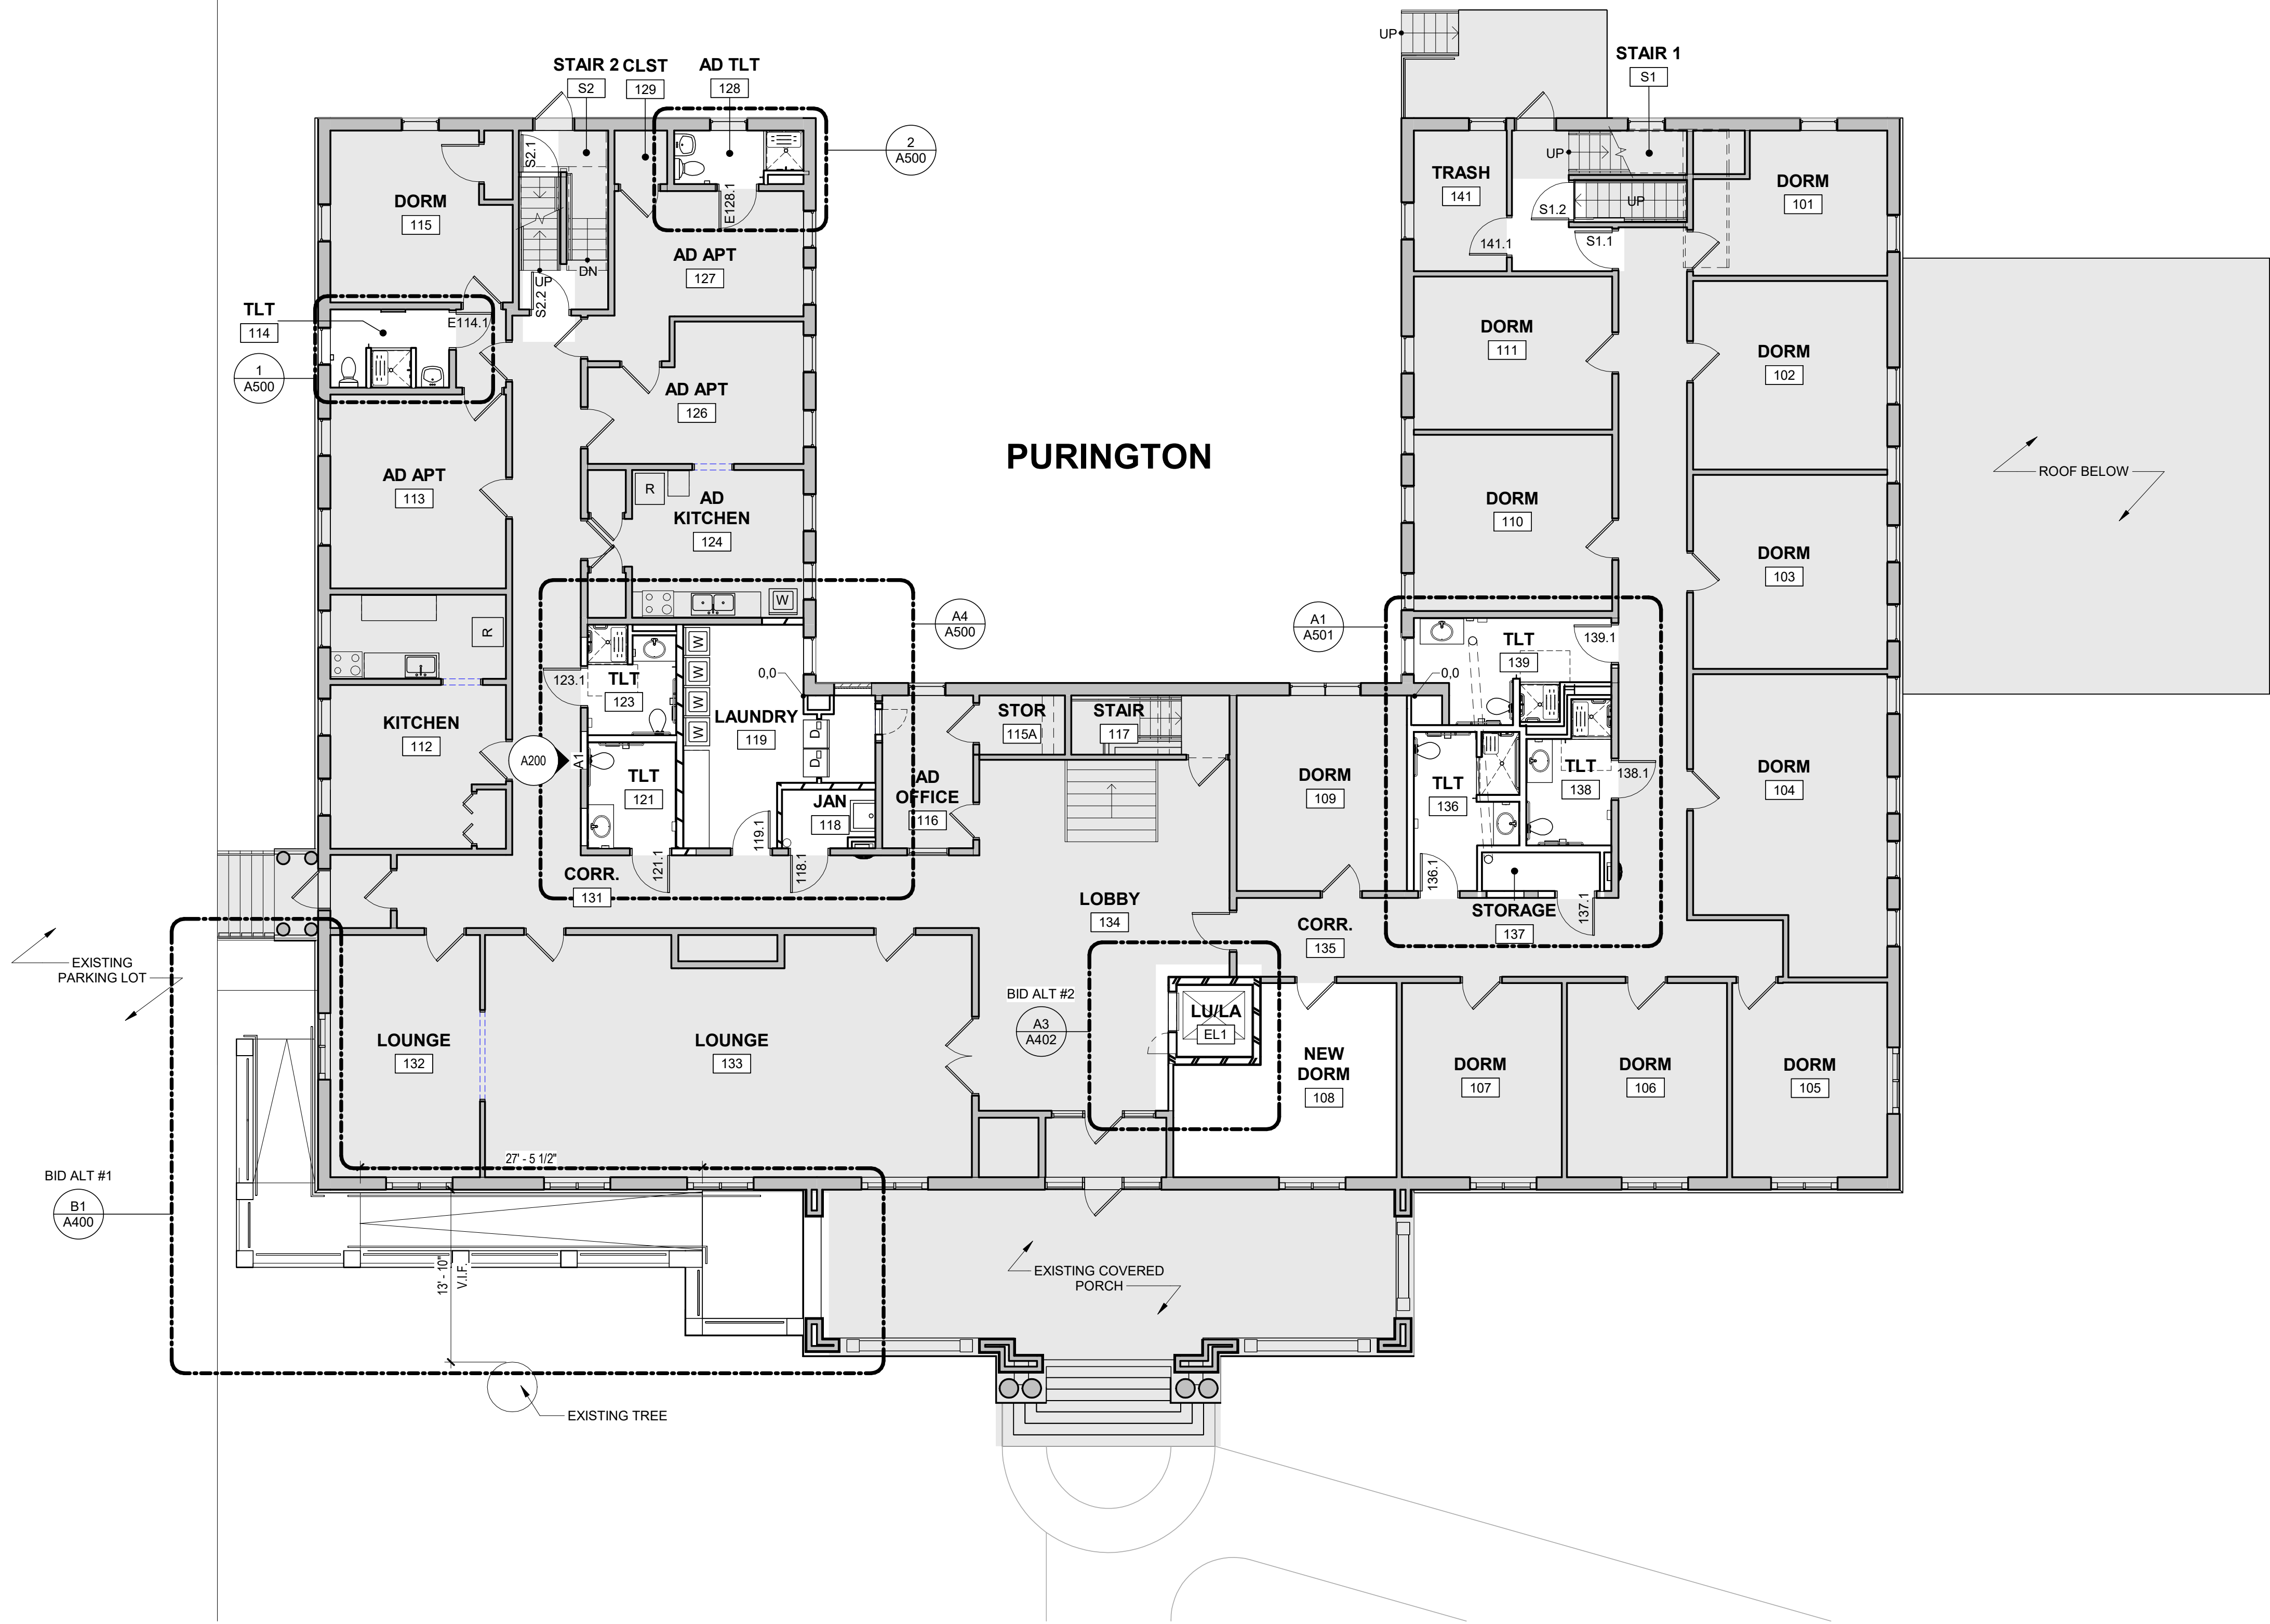 UP
STAIR 1
S1
STAIR 2
S2
CLST
129
AD TLT
128
2
A500
S2.1
UP
TRASH
141
DORM
101
DORM
115
E128.1
S1.2
UP
141.1
S1.1
AD APT
127
DN
UP
S2.2
TLT
114
E114.1
1
A500
DORM
111
DORM
102
AD APT
126
PURINGTON
ROOF BELOW
AD APT
113
R
AD
KITCHEN
124
DORM
110
DORM
103
W
A4
A500
A1
A501
R
W
W
W
W
TLT
139
139.1
123.1
TLT
123
0,0
0,0
KITCHEN
112
LAUNDRY
119
STOR
115A
STAIR
117
D
D
A200
A1
TLT
121
AD
OFFICE
116
DORM
109
TLT
136
TLT
138
138.1
DORM
104
JAN
118
121.1
119.1
118.1
136.1
137.1
CORR.
131
LOBBY
134
STORAGE
137
CORR.
135
EXISTING
PARKING LOT
BID ALT #2
A3
A402
LU/LA
EL1
LOUNGE
132
LOUNGE
133
NEW
DORM
108
DORM
107
DORM
106
DORM
105
27' - 5 1/2"
BID ALT #1
B1
A400
13' - 10"
V.I.F.
EXISTING COVERED
PORCH
EXISTING TREE